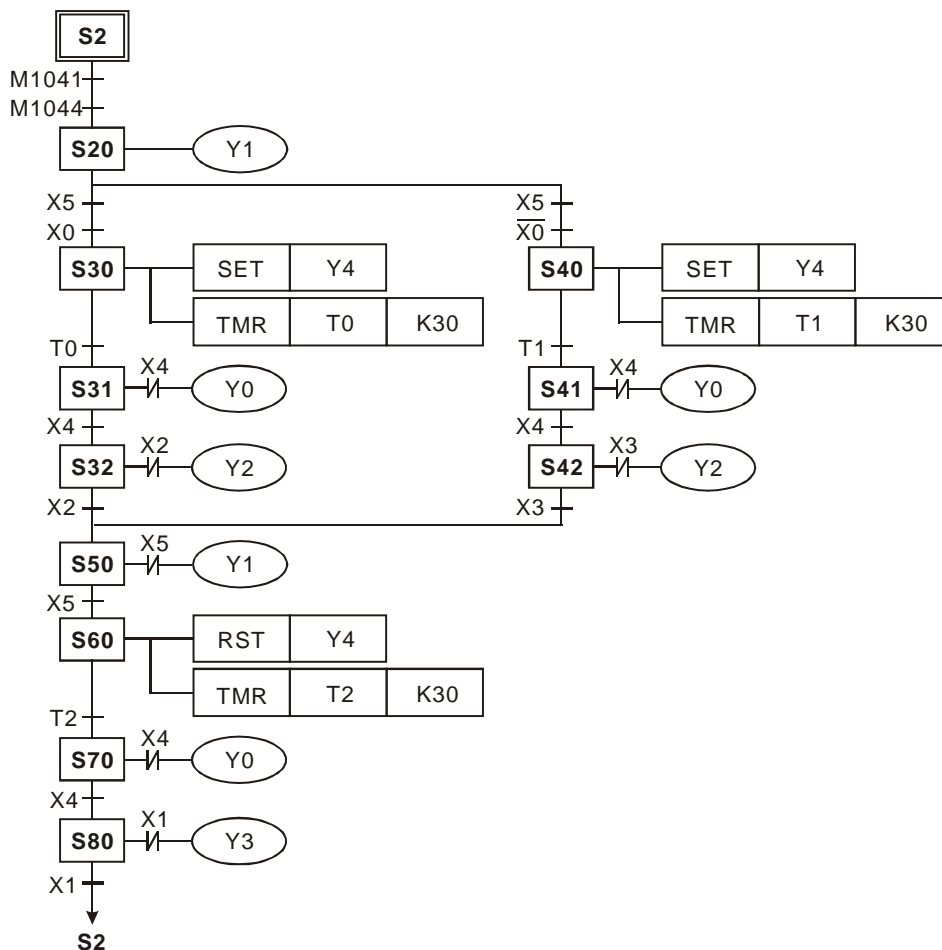 S2
M1041
M1044
S20 Y1
X5 X5
X0 X̅0̅
S30 SET Y4 S40 SET Y4
TMR T0 K30 TMR T1 K30
T0 T1
X4 X4
S31 Y0 S41 Y0
X4 X4
X2 X3
S32 Y2 S42 Y2
X2 X3
X5
S50 Y1
X5
S60 RST Y4
TMR T2 K30
T2
X4
S70 Y0
X4
X1
S80 Y3
X1
S2